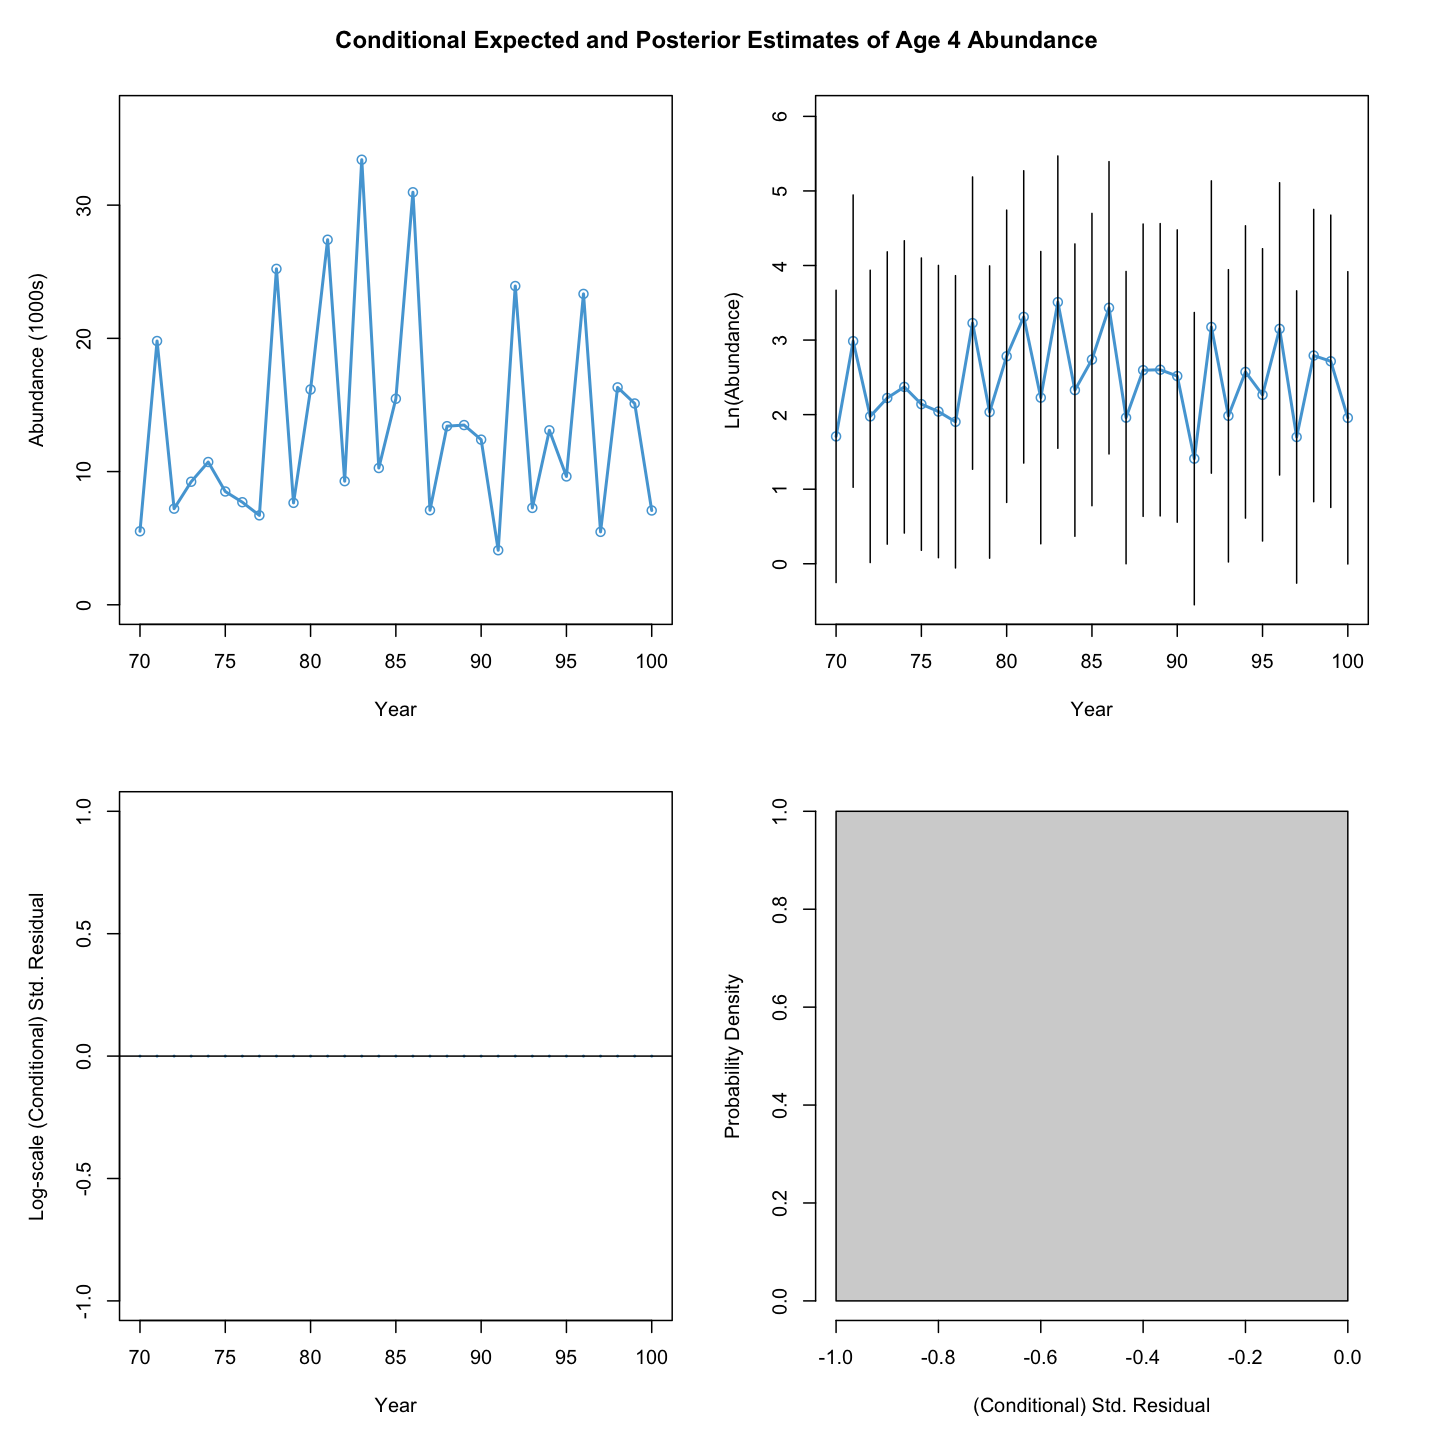 Conditional Expected and Posterior Estimates of Age 4 Abundance
Abundance (1000s)
30
20
10
0
70 75 80 85 90 95 100
Year
Ln(Abundance)
6
5
4
3
2
1
0
70 75 80 85 90 95 100
Year
Log-scale (Conditional) Std. Residual
1.0
0.5
0.0
-0.5
-1.0
70 75 80 85 90 95 100
Year
Probability Density
1.0
0.8
0.6
0.4
0.2
0.0
-1.0 -0.8 -0.6 -0.4 -0.2 0.0
(Conditional) Std. Residual